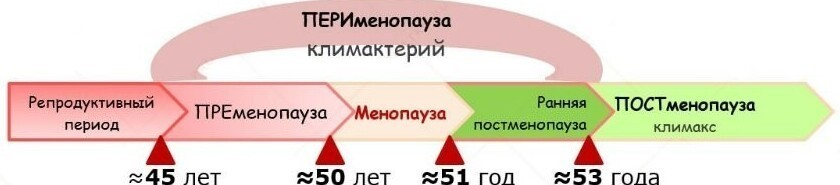 ПЕРИменопауза
климактерий
Репродуктивный
период
ПРЕменопауза
Менопауза
Ранняя
постменопауза
ПОСТменопауза
климакс
≈45 лет
≈50 лет
≈51 год
≈53 года